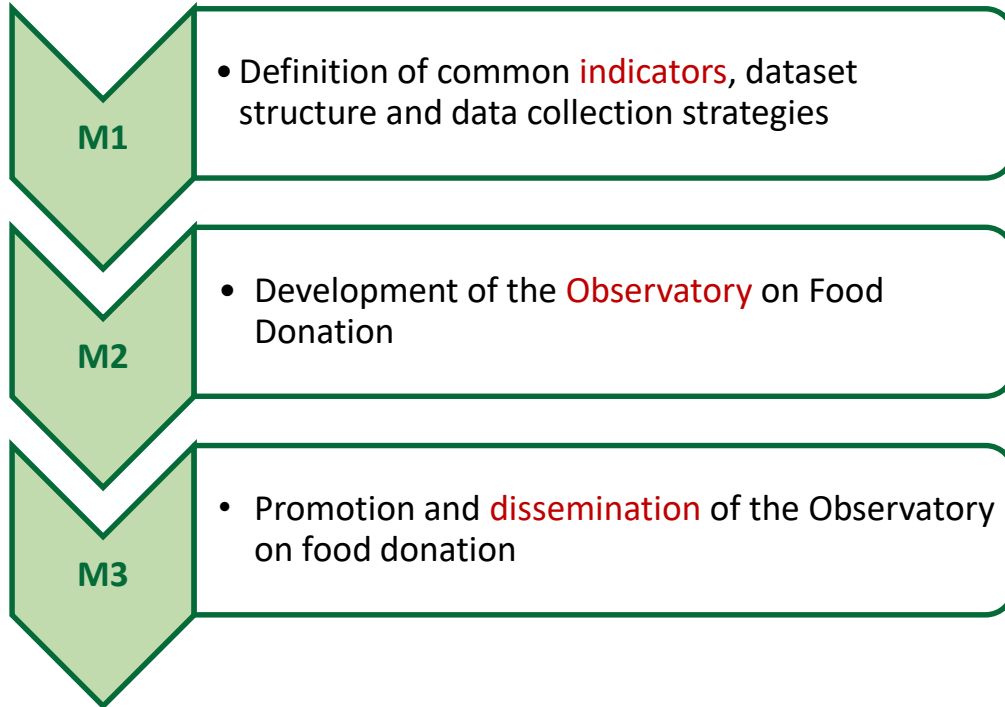 M1
• Definition of common indicators, dataset
structure and data collection strategies
M2
• Development of the Observatory on Food
Donation
M3
• Promotion and dissemination of the Observatory
on food donation